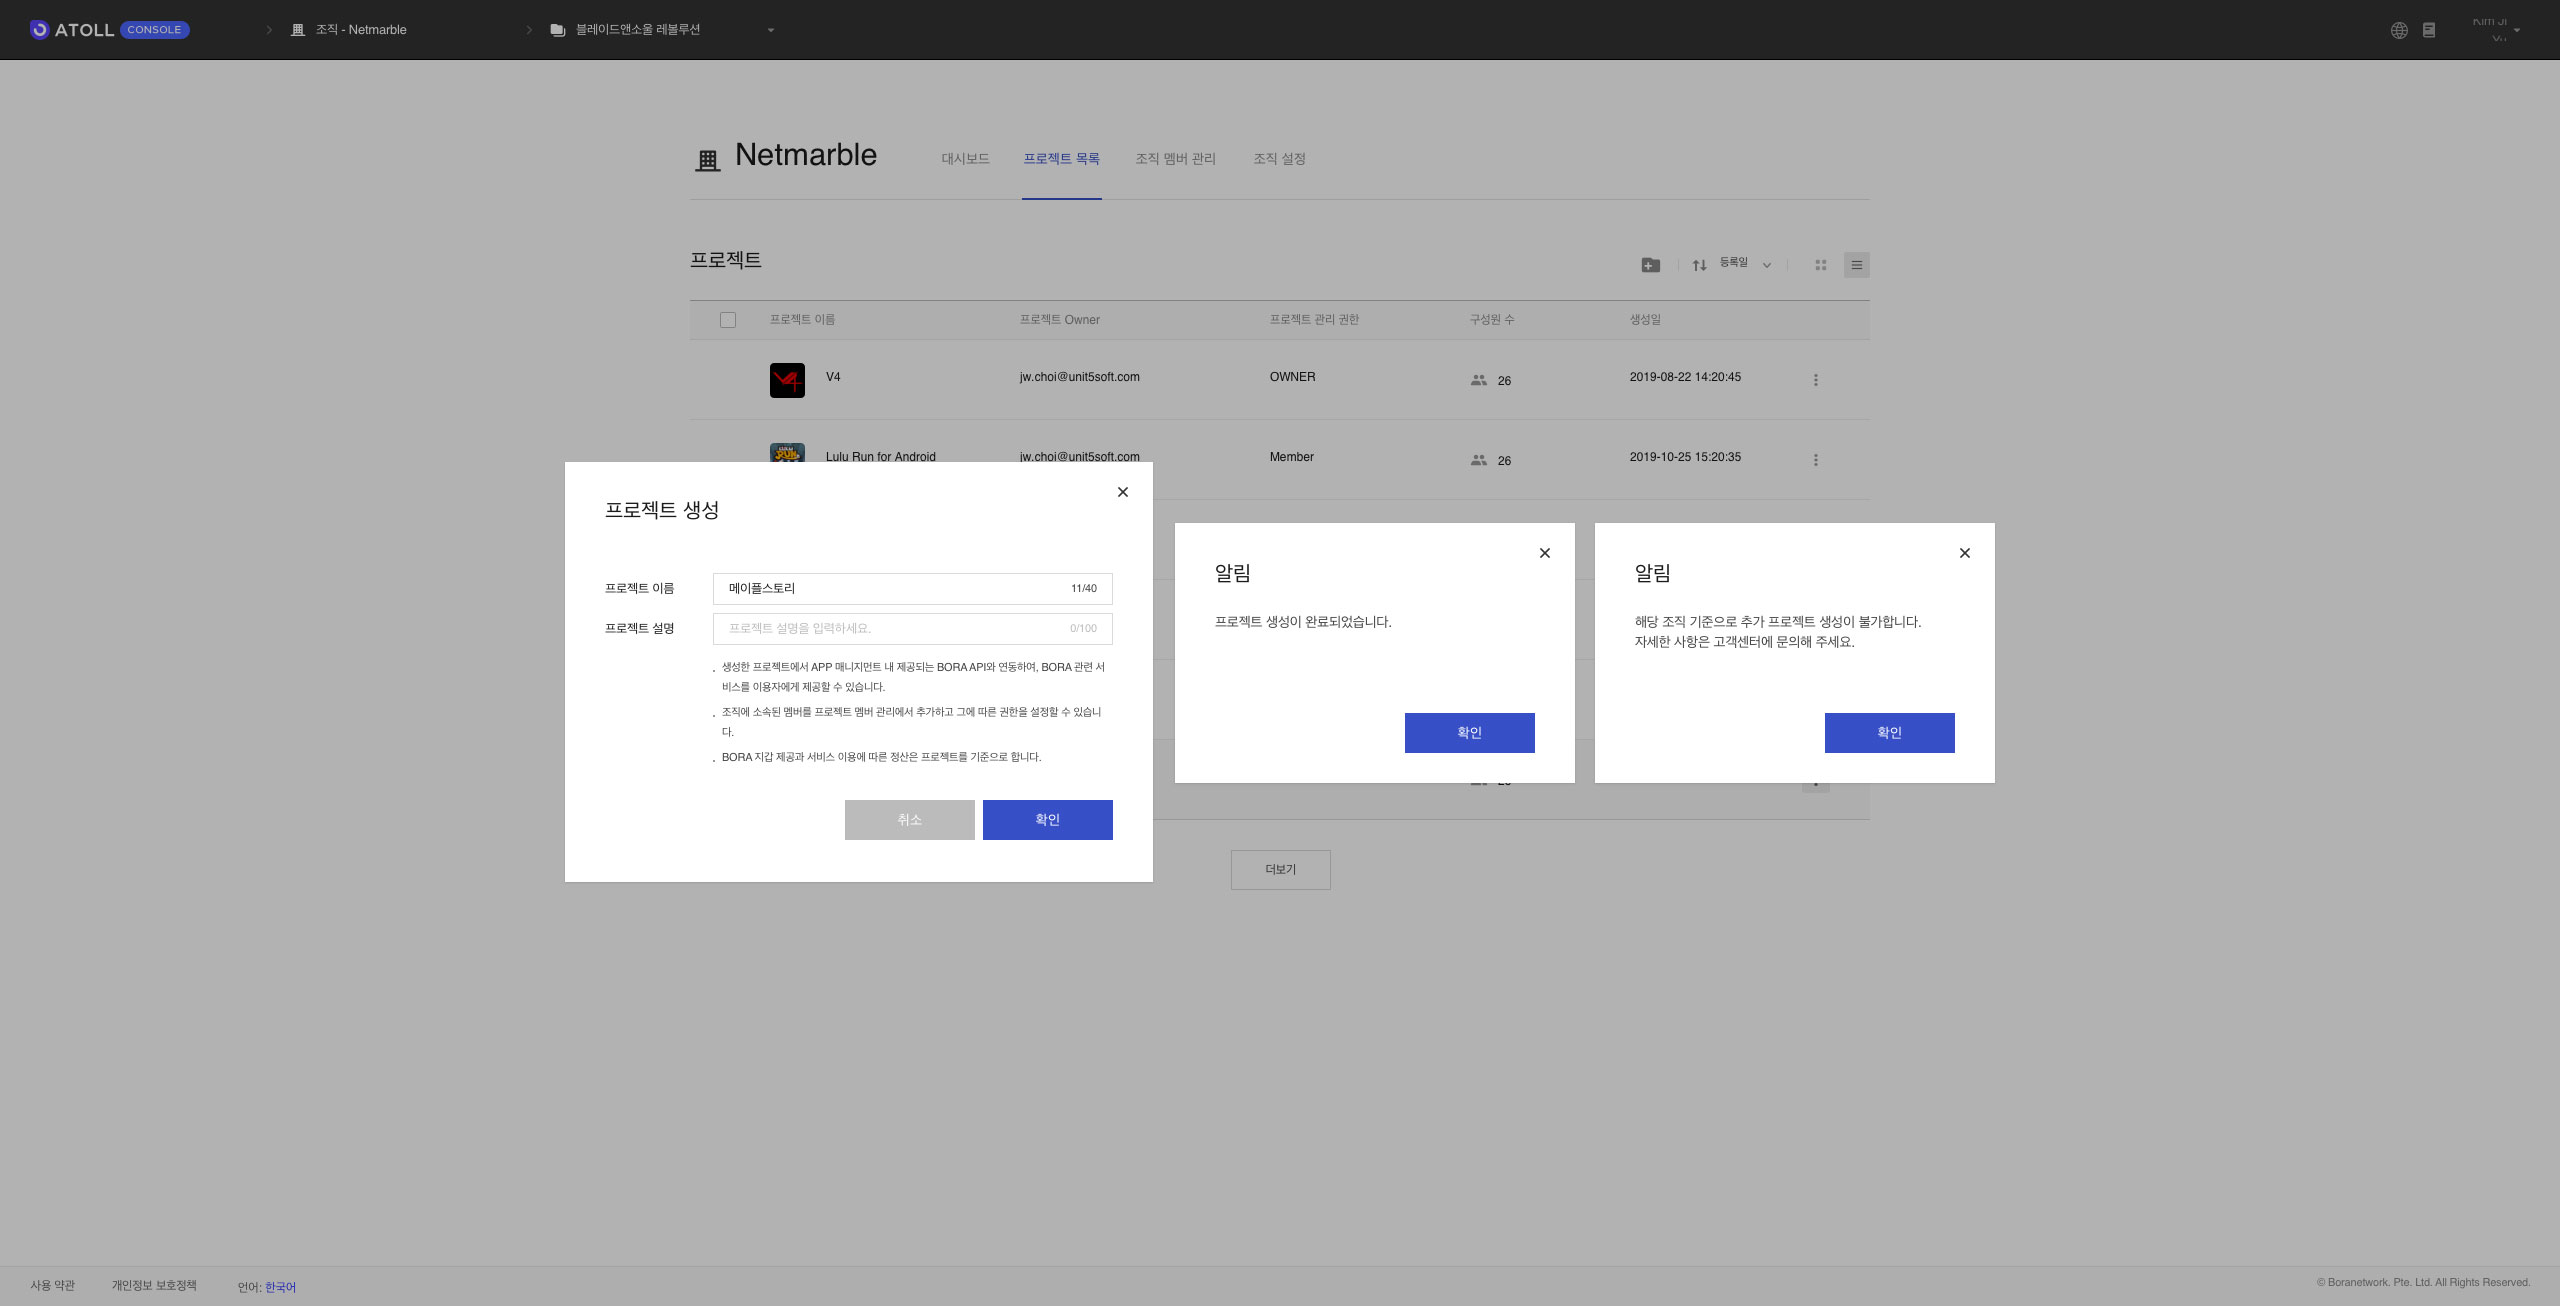 ATOLL CONSOLE
조직 - Netmarble
블레이드앤소울 레볼루션
Netmarble
대시보드
프로젝트 목록
조직 멤버 관리
조직 설정
프로젝트
등록일
프로젝트 이름
프로젝트 Owner
프로젝트 관리 권한
구성원 수
생성일
V4
jw.choi@unit5soft.com
OWNER
26
2019-08-22 14:20:45
Lulu Run for Android
jw.choi@unit5soft.com
Member
26
2019-10-25 15:20:35
프로젝트 생성
프로젝트 이름
메이플스토리
11/40
프로젝트 설명
프로젝트 설명을 입력하세요.
0/100
. 생성한 프로젝트에서 APP 매니지먼트 내 제공되는 BORA API와 연동하여, BORA 관련 서
비스를 이용자에게 제공할 수 있습니다.
. 조직에 소속된 멤버를 프로젝트 멤버 관리에서 추가하고 그에 따른 권한을 설정할 수 있습니
다.
. BORA 지갑 제공과 서비스 이용에 따른 정산은 프로젝트를 기준으로 합니다.
취소
확인
알림
프로젝트 생성이 완료되었습니다.
확인
알림
해당 조직 기준으로 추가 프로젝트 생성이 불가합니다.
자세한 사항은 고객센터에 문의해 주세요.
확인
더보기
사용 약관
개인정보 보호정책
언어: 한국어
© Boranetwork. Pte. Ltd. All Rights Reserved.